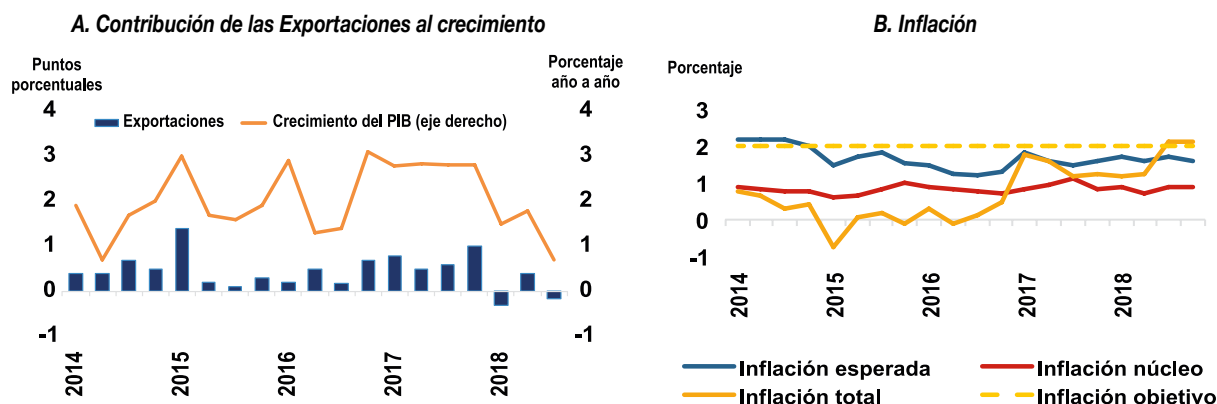 A. Contribución de las Exportaciones al crecimiento
Puntos
porcentuales
Porcentaje
año a año
4
3
2
1
0
-1
4
3
2
1
0
-1
Exportaciones
Crecimiento del PIB (eje derecho)
2014
2015
2016
2017
2018
B. Inflación
Porcentaje
3
2
1
0
-1
2014
2015
2016
2017
2018
Inflación esperada
Inflación núcleo
Inflación total
Inflación objetivo